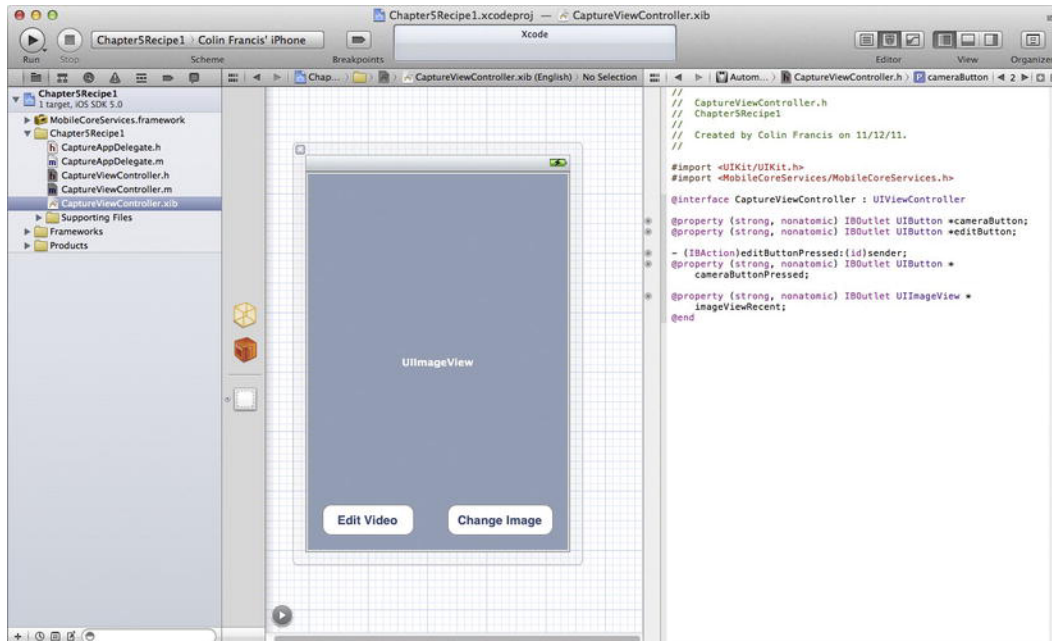 Chapter5Recipe1.xcodeproj — CaptureViewController.xib
Chapter5Recipe1 › Colin Francis' iPhone
Xcode
Run Stop Scheme Breakpoints Editor View Organizer
Chap... CaptureViewController.xib (English) No Selection
Autom... CaptureViewController.h cameraButton 2
Chapter5Recipe1
1 target, iOS SDK 5.0
MobileCoreServices.framework
Chapter5Recipe1
CaptureAppDelegate.h
CaptureAppDelegate.m
CaptureViewController.h
CaptureViewController.m
CaptureViewController.xib
Supporting Files
Frameworks
Products
UIImageView
Edit Video
Change Image
//
// CaptureViewController.h
// Chapter5Recipe1
//
// Created by Colin Francis on 11/12/11.
//
#import <UIKit/UIKit.h>
#import <MobileCoreServices/MobileCoreServices.h>
@interface CaptureViewController : UIViewController
@property (strong, nonatomic) IBOutlet UIButton *cameraButton;
@property (strong, nonatomic) IBOutlet UIButton *editButton;
- (IBAction)editButtonPressed:(id)sender;
@property (strong, nonatomic) IBOutlet UIButton *
cameraButtonPressed;
@property (strong, nonatomic) IBOutlet UIImageView *
imageViewRecent;
@end